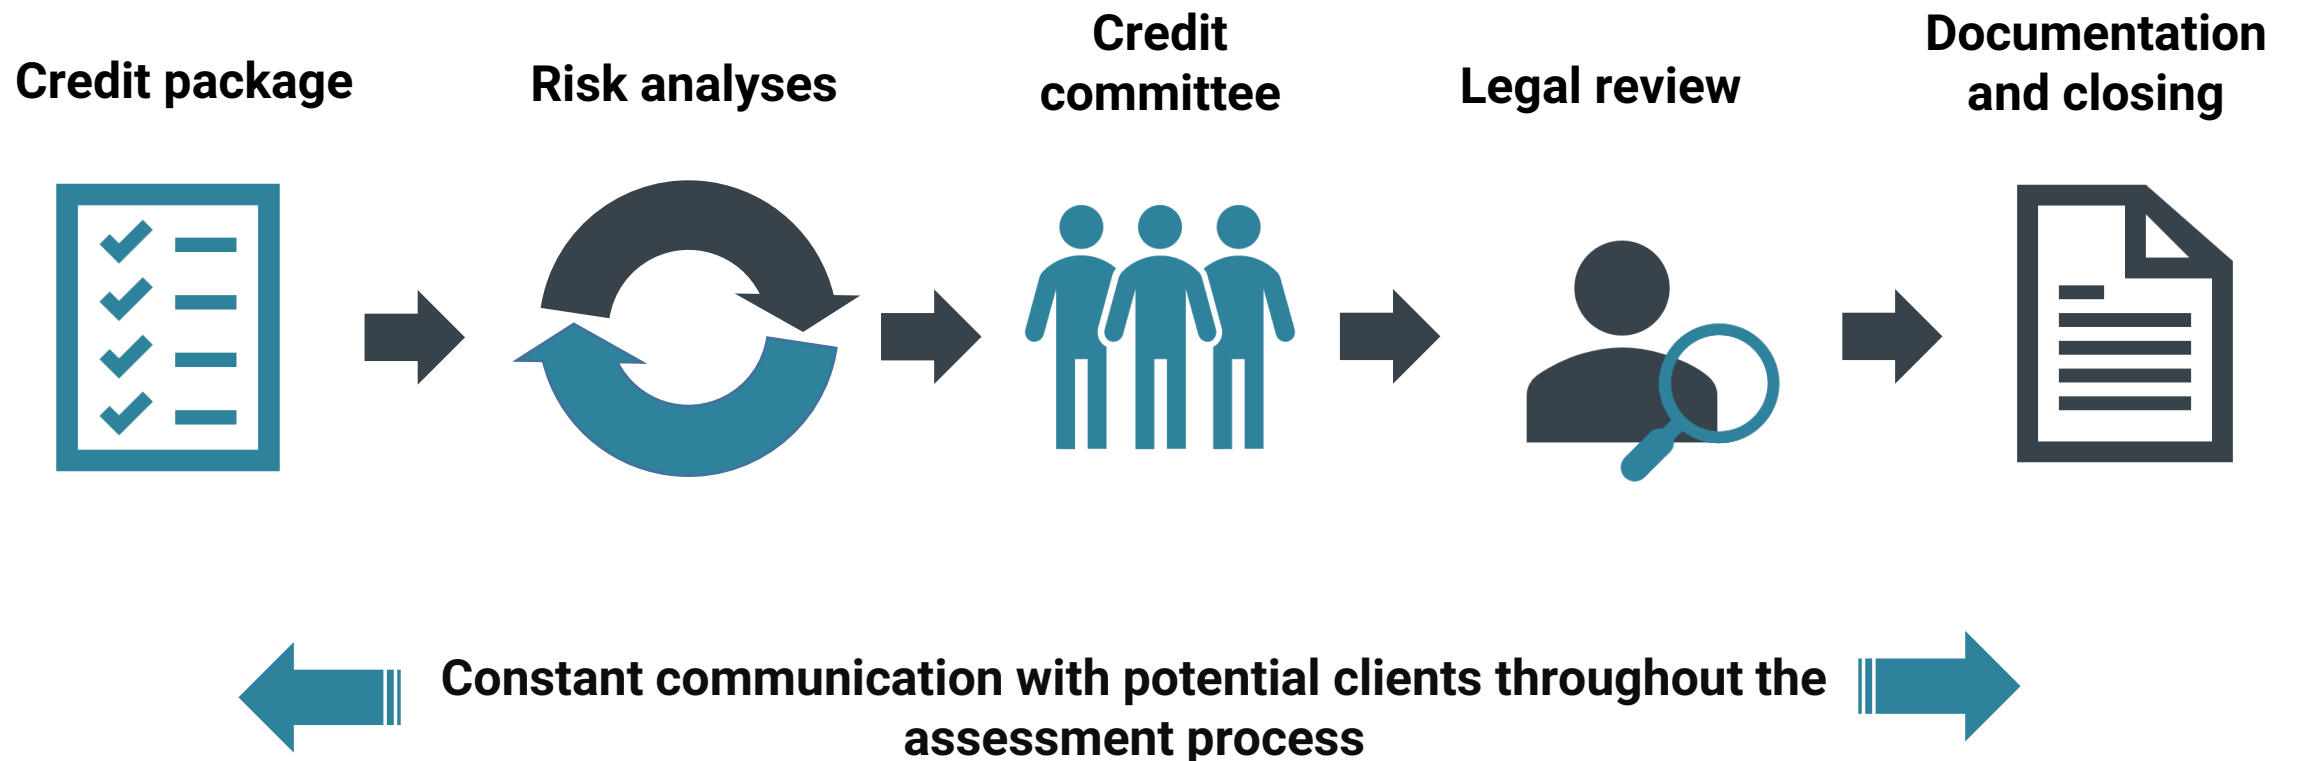 Credit package
Risk analyses
Credit
committee
Legal review
Documentation
and closing
Constant communication with potential clients throughout the
assessment process